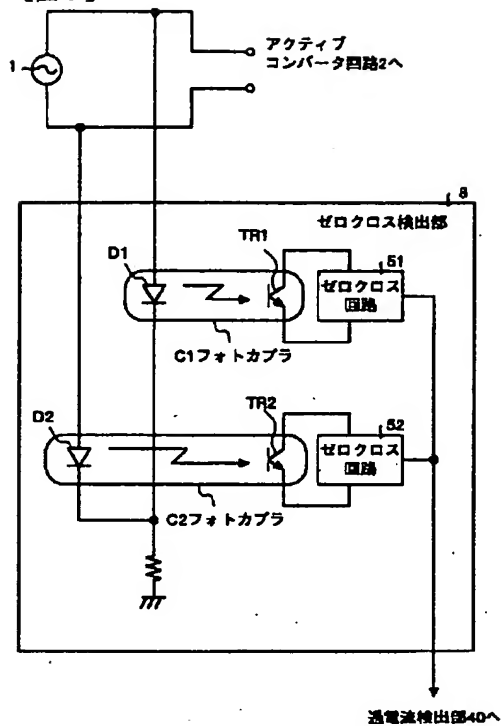 1
アクティブ
コンバータ回路2へ
8
ゼロクロス検出部
D1
TR1
51
ゼロクロス
回路
C1フォトカプラ
D2
TR2
52
ゼロクロス
回路
C2フォトカプラ
過電流検出部40へ